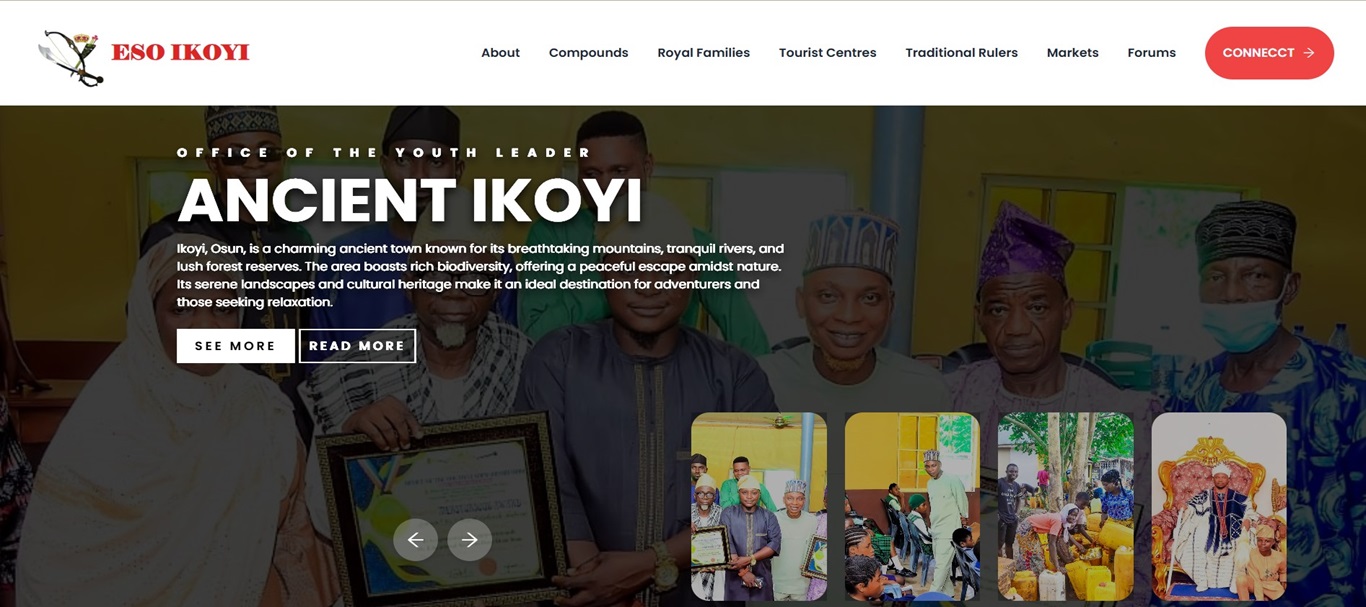 ESO IKOYI
About
Compounds
Royal Families
Tourist Centres
Traditional Rulers
Markets
Forums
CONNECCT
OFFICE OF THE YOUTH LEADER
ANCIENT IKOYI
Ikoyi, Osun, is a charming ancient town known for its breathtaking mountains, tranquil rivers, and
lush forest reserves. The area boasts rich biodiversity, offering a peaceful escape amidst nature.
Its serene landscapes and cultural heritage make it an ideal destination for adventurers and
those seeking relaxation.
SEE MORE
READ MORE